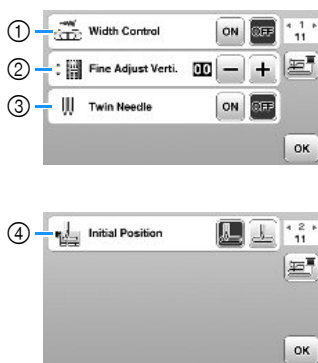 ① Width Control ON OFF 1
11
② Fine Adjust Verti. 00 - +
③ Twin Needle ON OFF
OK
④ Initial Position 2
11
OK